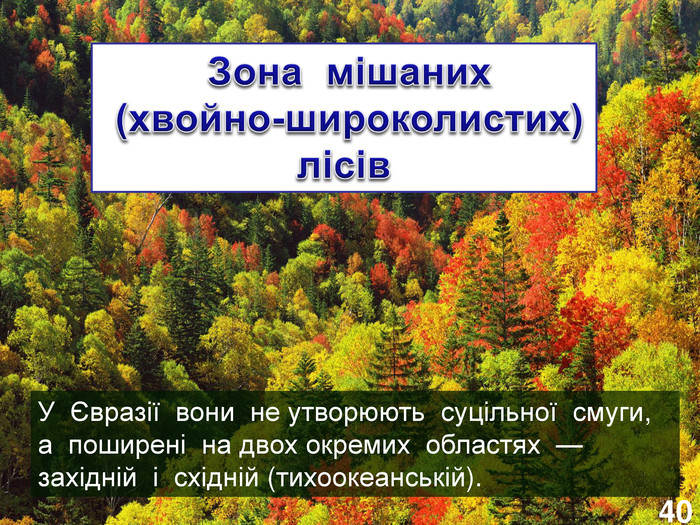 Зона мішаних
(хвойно-широколистих)
лісів
У Євразії вони не утворюють суцільної смуги,
а поширені на двох окремих областях —
західній і східній (тихоокеанській).
40